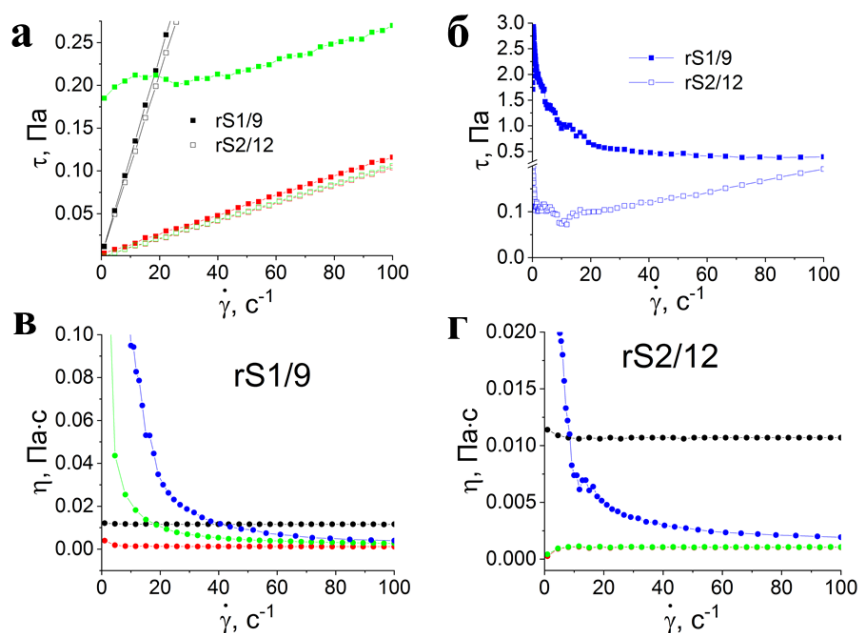 а
0.25
0.20
0.15
0.10
0.05
τ, Па
rS1/9
rS2/12
0
20
40
60
80
100
γ̇, с⁻¹
б
3.0
2.5
2.0
1.5
1.0
0.5
0.1
0.0
τ, Па
rS1/9
rS2/12
0
20
40
60
80
100
γ̇, с⁻¹
в
0.10
0.08
0.06
0.04
0.02
0.00
η, Па·с
rS1/9
0
20
40
60
80
100
γ̇, с⁻¹
г
0.020
0.015
0.010
0.005
0.000
η, Па·с
rS2/12
0
20
40
60
80
100
γ̇, с⁻¹